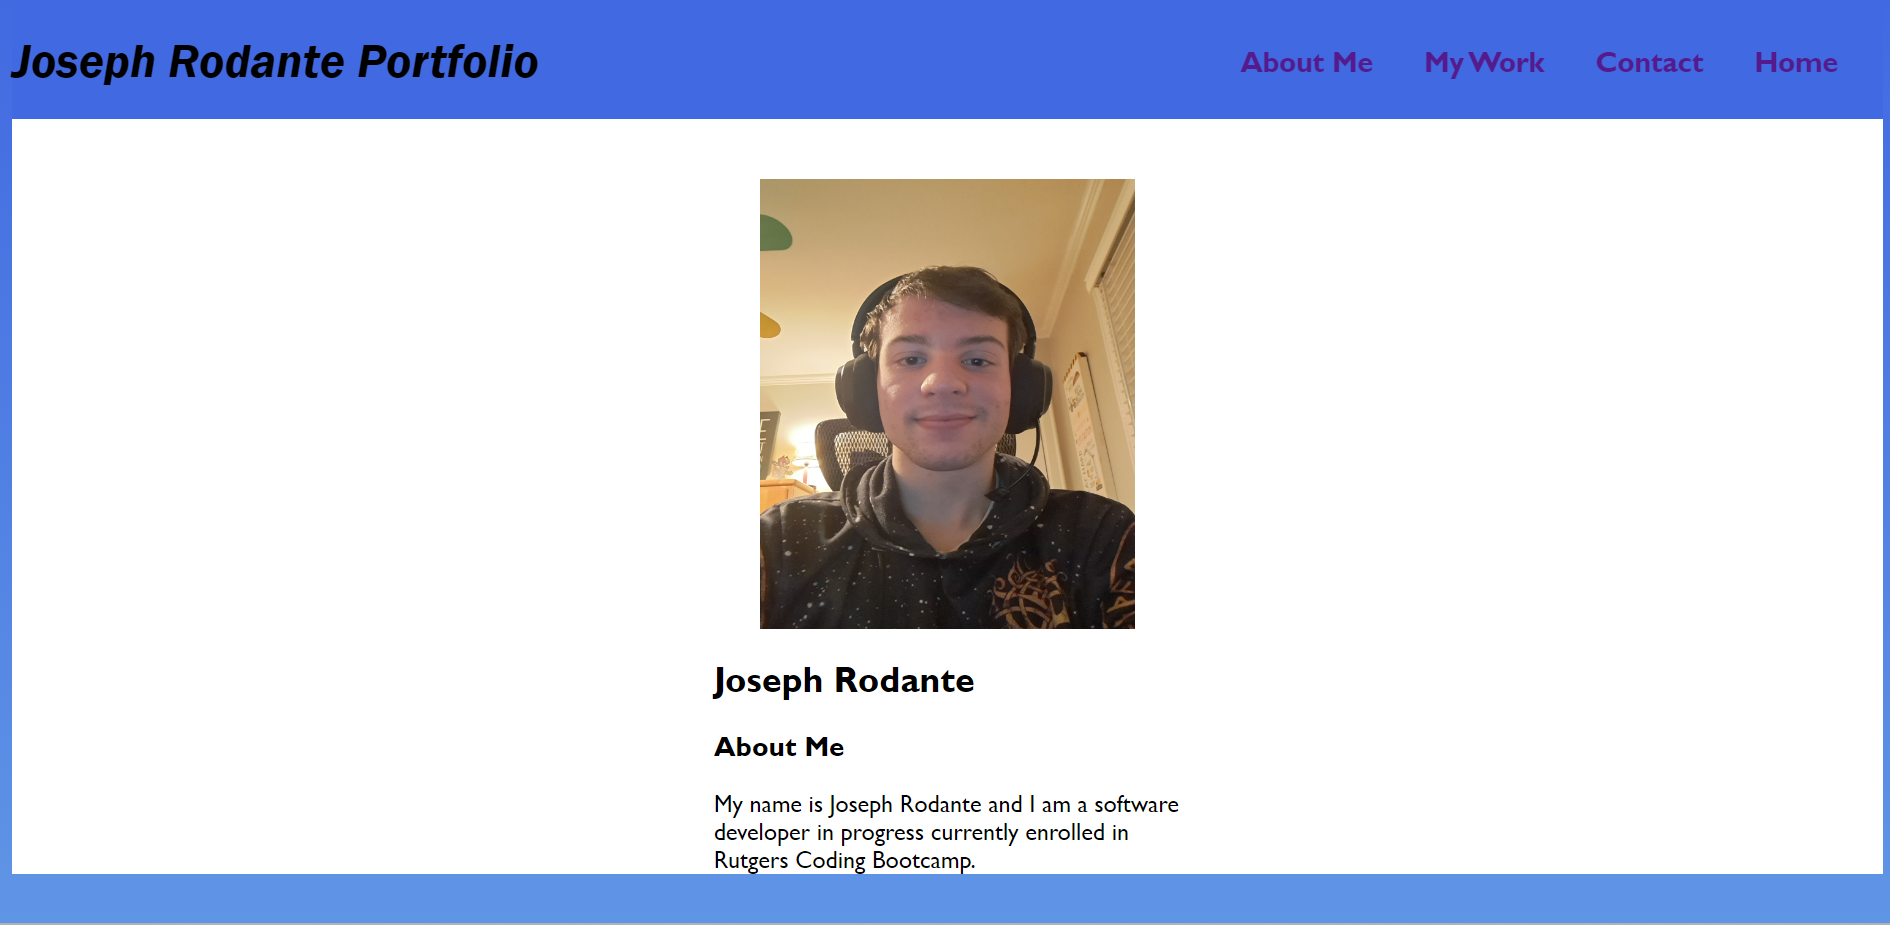 Joseph Rodante Portfolio
About Me
My Work
Contact
Home
Joseph Rodante
About Me
My name is Joseph Rodante and I am a software
developer in progress currently enrolled in
Rutgers Coding Bootcamp.